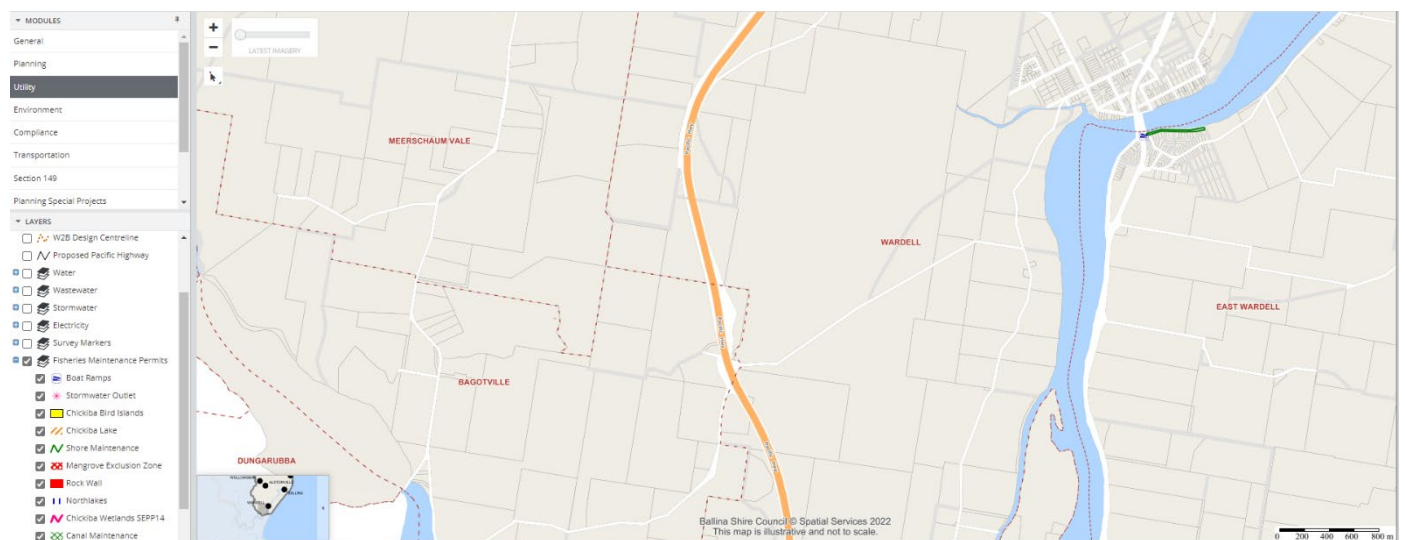 MODULES
General
Planning
Utility
Environment
Compliance
Transportation
Section 149
Planning Special Projects
LAYERS
W2B Design Centreline
Proposed Pacific Highway
Water
Wastewater
Stormwater
Electricity
Survey Markers
Fisheries Maintenance Permits
Boat Ramps
Stormwater Outlet
Chickiba Bird Islands
Chickiba Lake
Shore Maintenance
Mangrove Exclusion Zone
Rock Wall
Northlakes
Chickiba Wetlands SEPP14
Canal Maintenance
+
−
LATEST IMAGERY
MEERSCHAUM VALE
WARDELL
EAST WARDELL
BAGOTVILLE
DUNGARUBBA
Ballina Shire Council © Spatial Services 2022
This map is illustrative and not to scale.
0 200 400 600 800 m